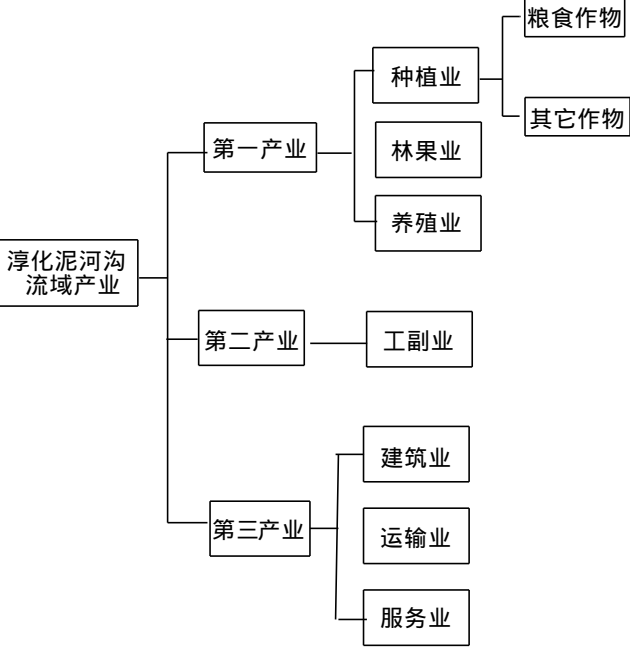 粮食作物
种植业
其它作物
第一产业
林果业
养殖业
淳化泥河沟
流域产业
第二产业
工副业
建筑业
第三产业
运输业
服务业